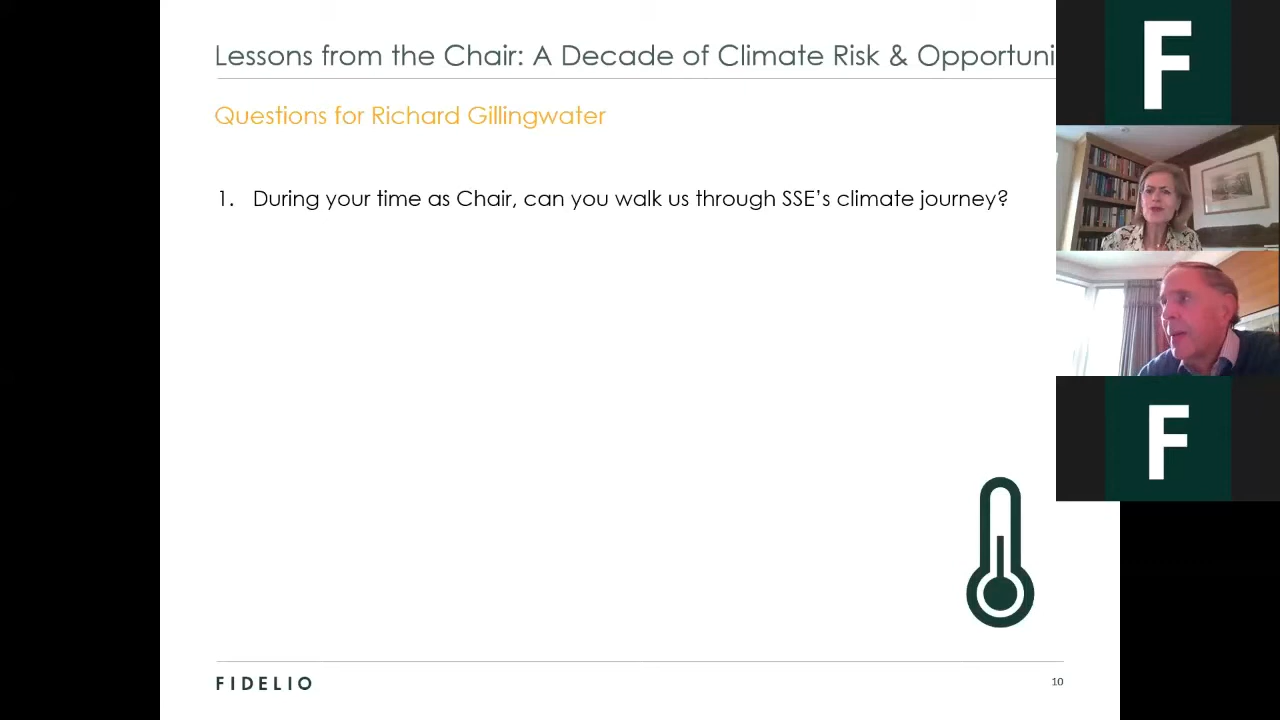 Lessons from the Chair: A Decade of Climate Risk & Opportuni
Questions for Richard Gillingwater
1. During your time as Chair, can you walk us through SSE's climate journey?
FIDELIO
10
F
F